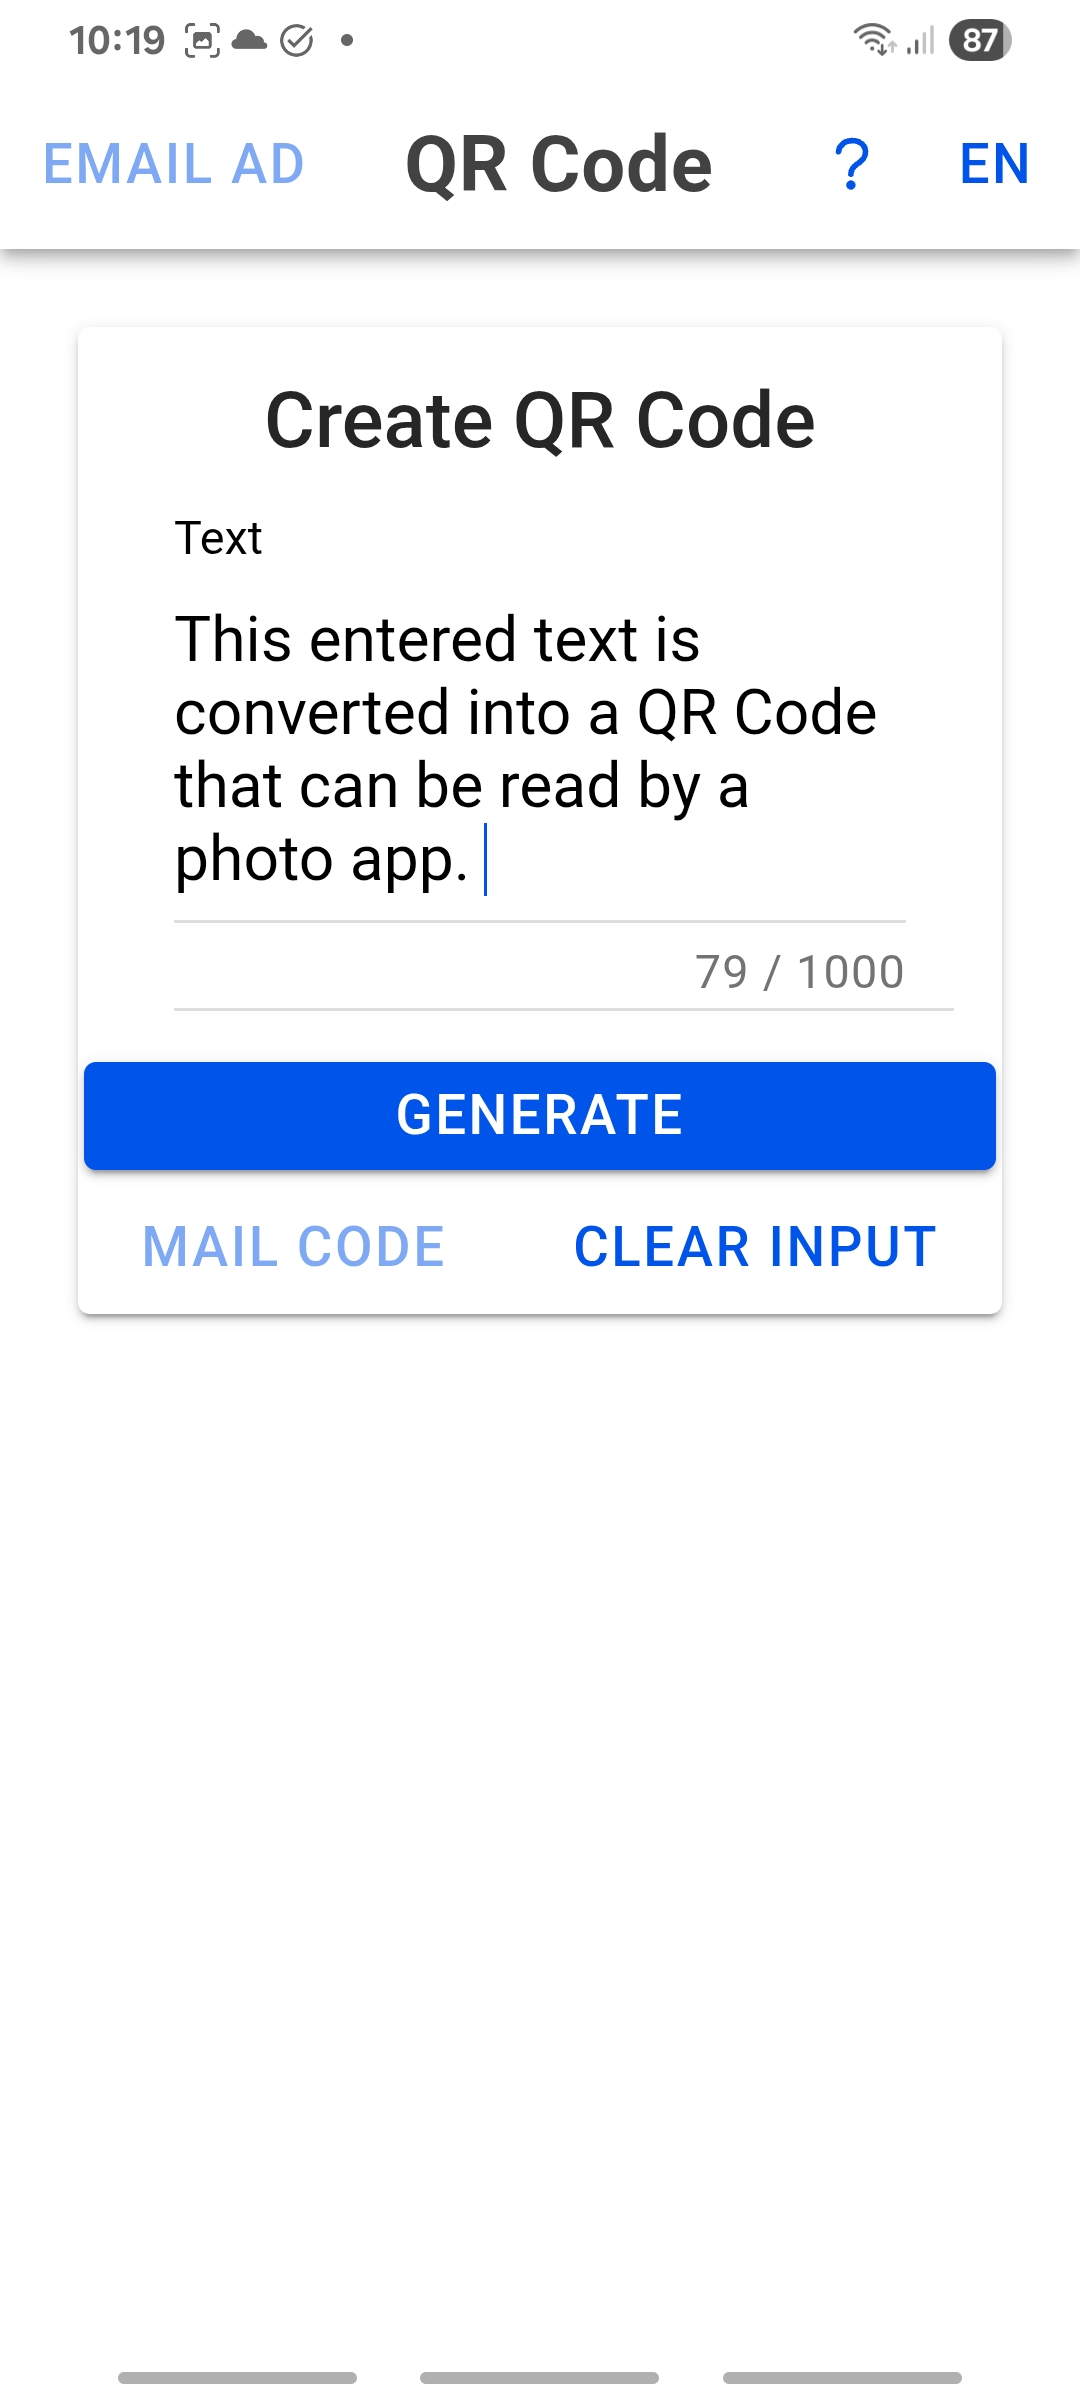 10:19 87
EMAIL AD QR Code ? EN
Create QR Code
Text
This entered text is
converted into a QR Code
that can be read by a
photo app.
79 / 1000
GENERATE
MAIL CODE CLEAR INPUT